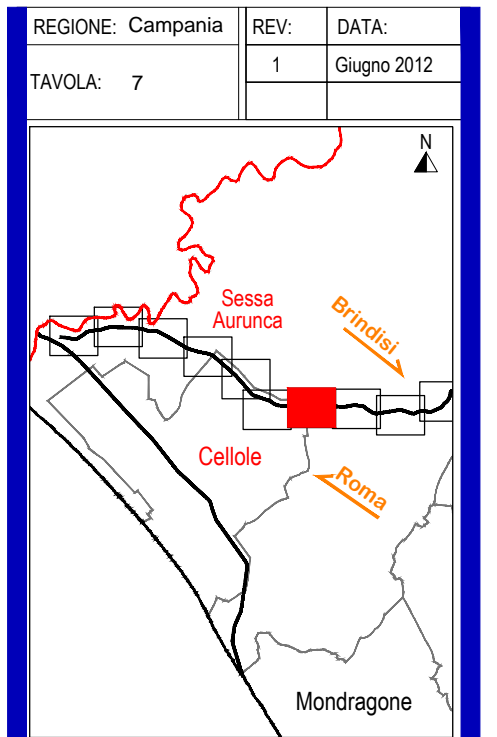 REGIONE: Campania
REV:
DATA:
1
Giugno 2012
TAVOLA: 7
N
Sessa
Aurunca
Brindisi
Cellole
Roma
Mondragone